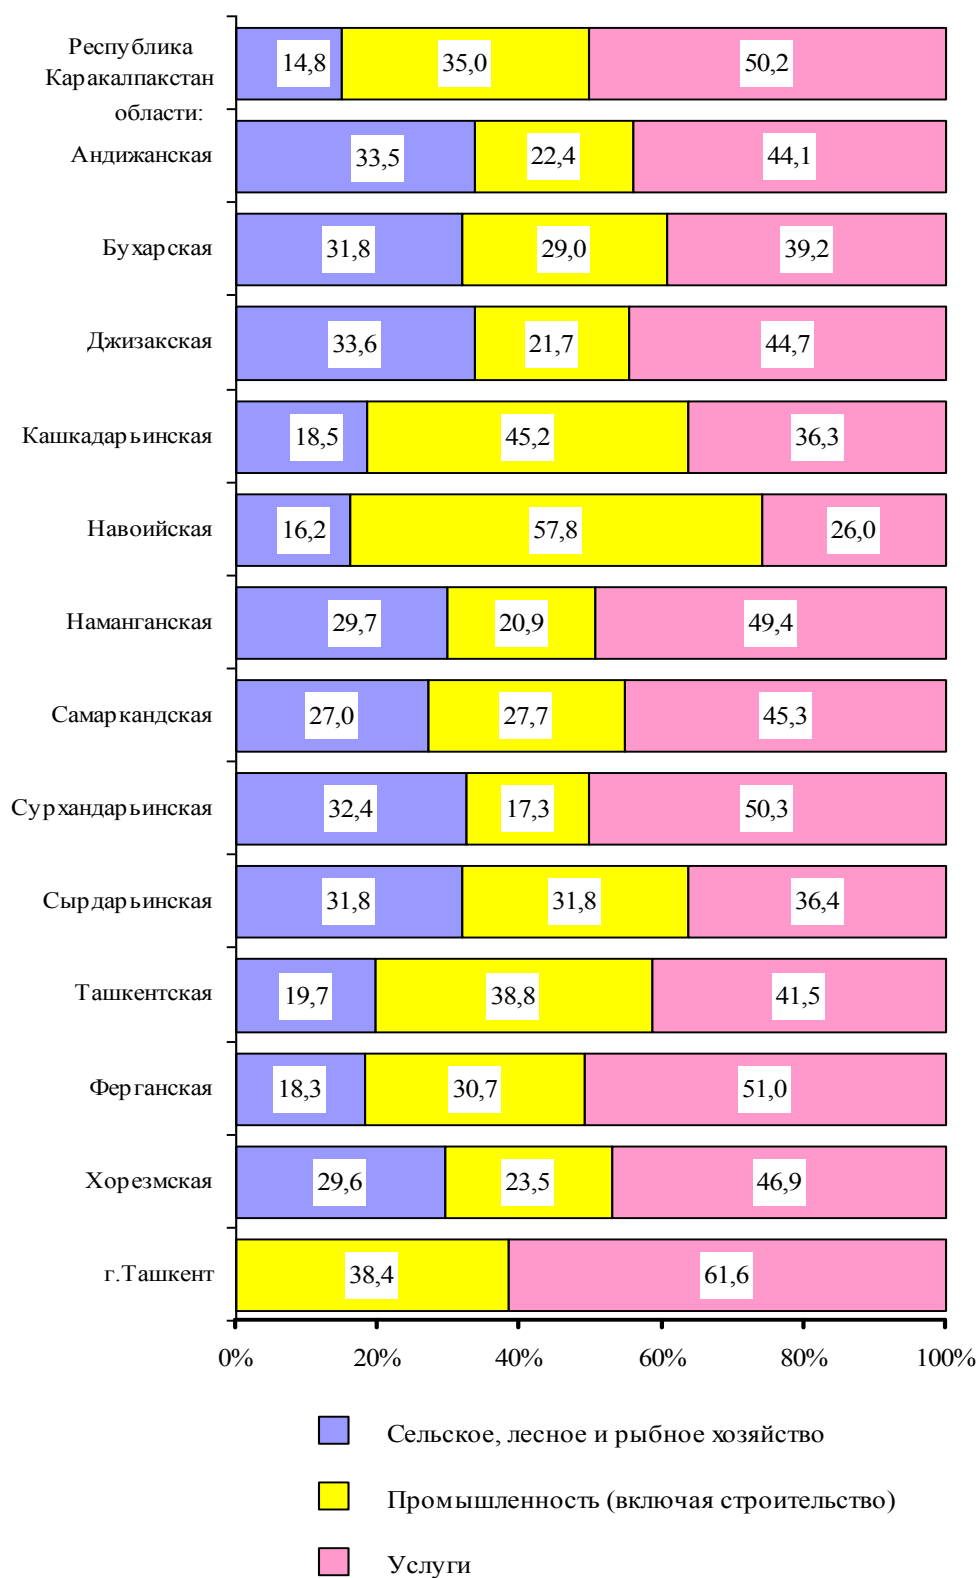 Республика
Каракалпакстан
14,8 35,0 50,2
области:
Андижанская 33,5 22,4 44,1
Бухарская 31,8 29,0 39,2
Джизакская 33,6 21,7 44,7
Кашкадарьинская 18,5 45,2 36,3
Навоийская 16,2 57,8 26,0
Наманганская 29,7 20,9 49,4
Самаркандская 27,0 27,7 45,3
Сурхандарьинская 32,4 17,3 50,3
Сырдарьинская 31,8 31,8 36,4
Ташкентская 19,7 38,8 41,5
Ферганская 18,3 30,7 51,0
Хорезмская 29,6 23,5 46,9
г.Ташкент 38,4 61,6
0% 20% 40% 60% 80% 100%
Сельское, лесное и рыбное хозяйство
Промышленность (включая строительство)
Услуги